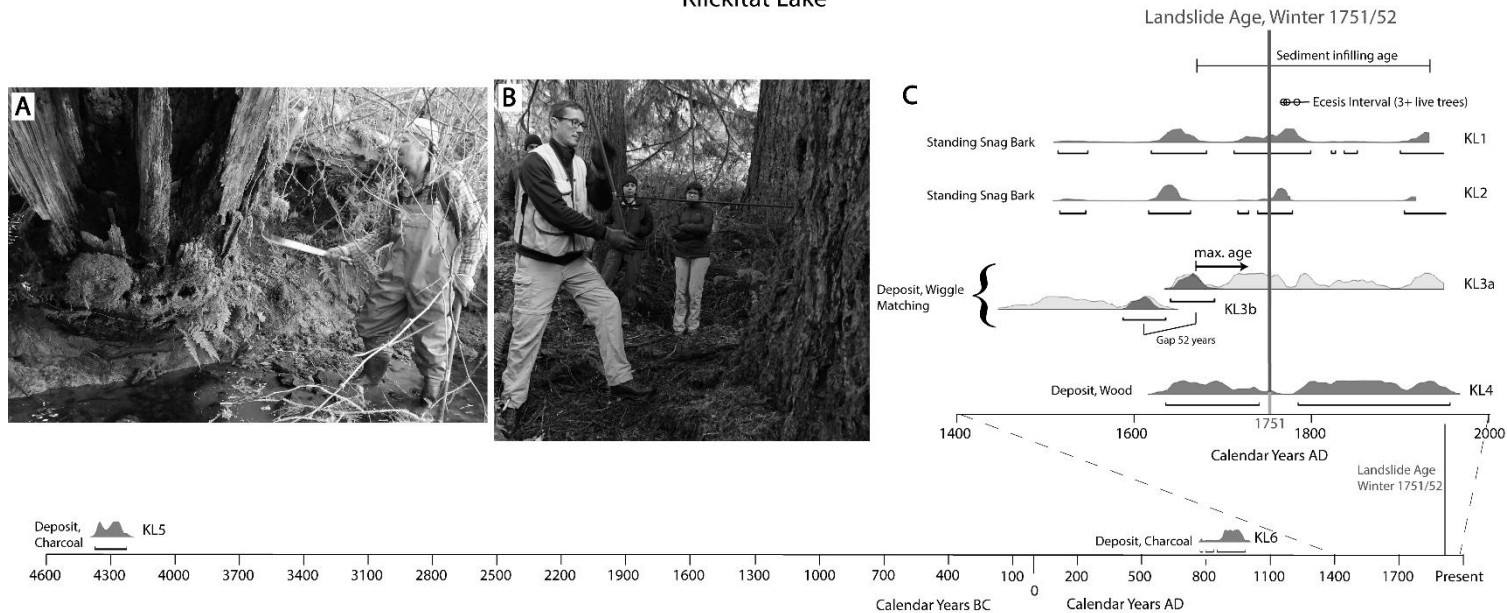 Klickitat Lake
Landslide Age, Winter 1751/52
Sediment infilling age
A
B
C
Ecesis Interval (3+ live trees)
Standing Snag Bark
KL1
Standing Snag Bark
KL2
max. age
Deposit, Wiggle
Matching
KL3a
KL3b
Gap 52 years
Deposit, Wood
KL4
1400 1600 1751 1800 2000
Calendar Years AD
Landslide Age
Winter 1751/52
Deposit,
Charcoal
KL5
Deposit, Charcoal
KL6
4600 4300 4000 3700 3400 3100 2800 2500 2200 1900 1600 1300 1000 700 400 100 0 200 500 800 1100 1400 1700 Present
Calendar Years BC
Calendar Years AD